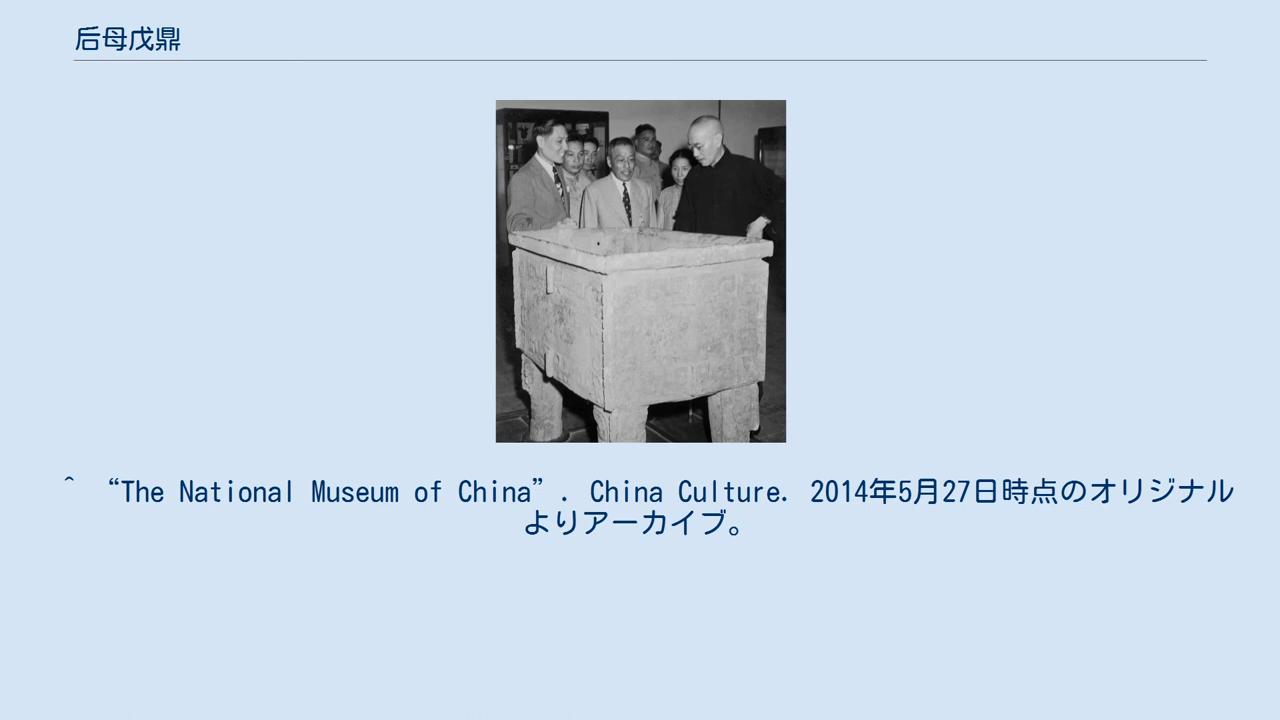 后母戊鼎
^ “The National Museum of China”. China Culture. 2014年5月27日時点のオリジナル
よりアーカイブ。